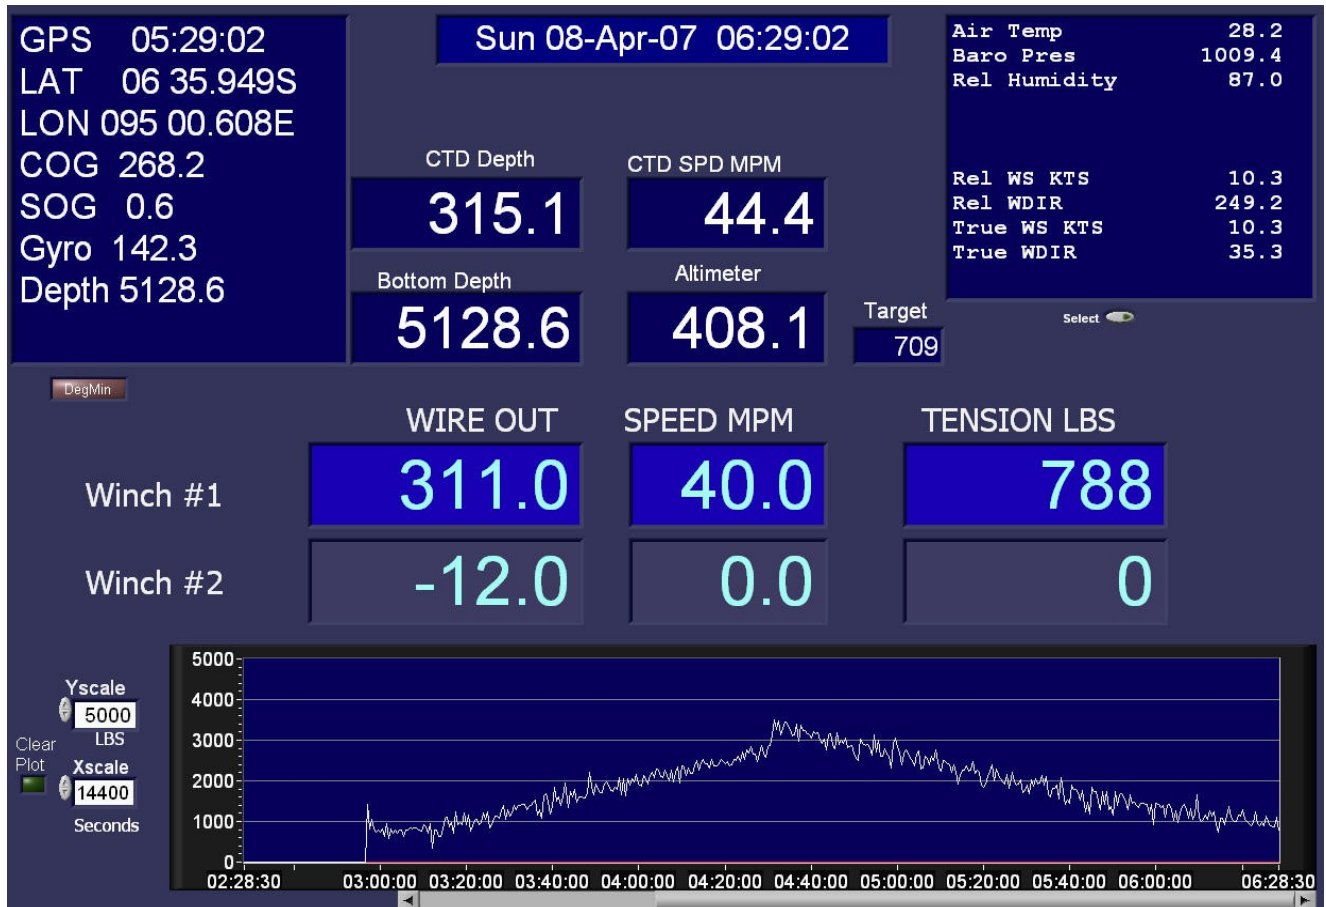 GPS 05:29:02
LAT 06 35.949S
LON 095 00.608E
COG 268.2
SOG 0.6
Gyro 142.3
Depth 5128.6
DegMin
Sun 08-Apr-07 06:29:02
CTD Depth
315.1
CTD SPD MPM
44.4
Bottom Depth
5128.6
Altimeter
408.1
Target
709
Air Temp 28.2
Baro Pres 1009.4
Rel Humidity 87.0
Rel WS KTS 10.3
Rel WDIR 249.2
True WS KTS 10.3
True WDIR 35.3
Select
WIRE OUT SPEED MPM TENSION LBS
Winch #1 311.0 40.0 788
Winch #2 -12.0 0.0 0
Yscale
5000
LBS
Clear
Plot
Xscale
14400
Seconds
5000
4000
3000
2000
1000
0
02:28:30 03:00:00 03:20:00 03:40:00 04:00:00 04:20:00 04:40:00 05:00:00 05:20:00 05:40:00 06:00:00 06:28:30